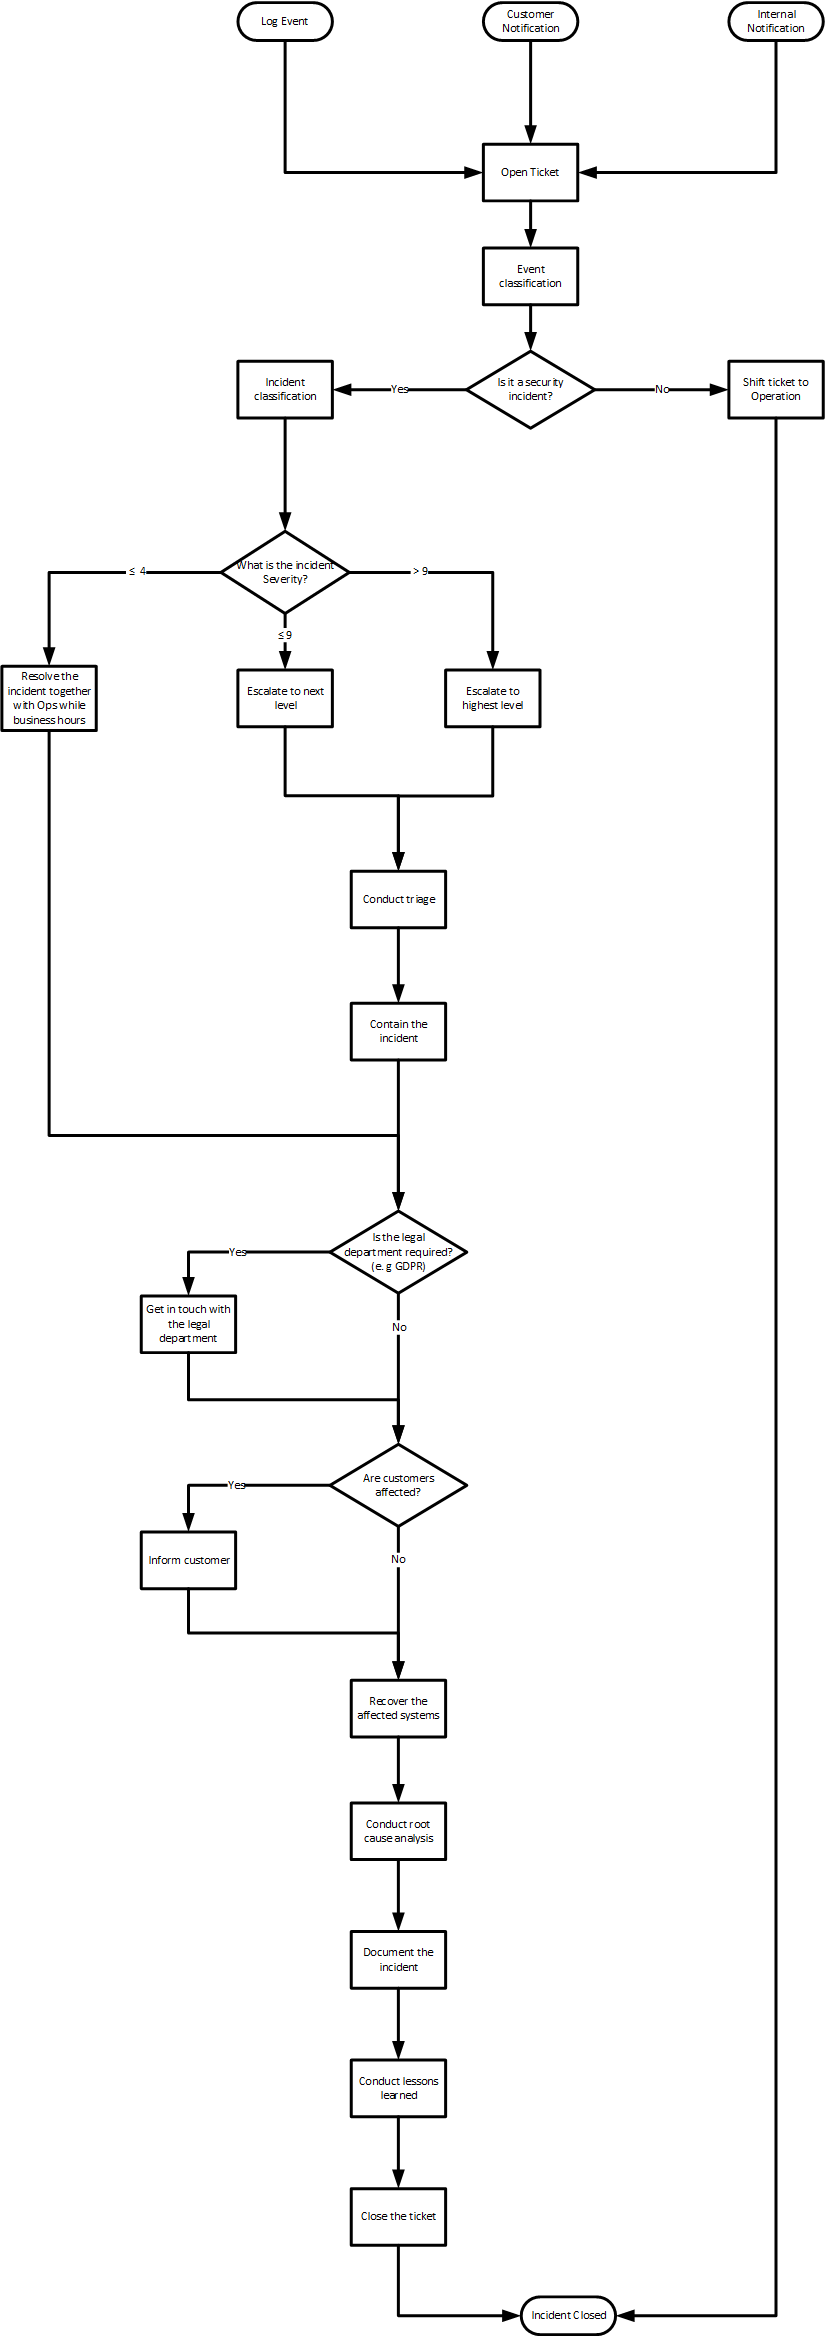 Log Event
Customer
Notification
Internal
Notification
Open Ticket
Event
classification
Is it a security
incident?
Yes
No
Incident
classification
Shift ticket to
Operation
What is the incident
Severity?
≤ 4
≤ 9
> 9
Resolve the
incident together
with Ops while
business hours
Escalate to next
level
Escalate to
highest level
Conduct triage
Contain the
incident
Is the legal
department required?
(e. g GDPR)
Yes
No
Get in touch with
the legal
department
Are customers
affected?
Yes
No
Inform customer
Recover the
affected systems
Conduct root
cause analysis
Document the
incident
Conduct lessons
learned
Close the ticket
Incident Closed